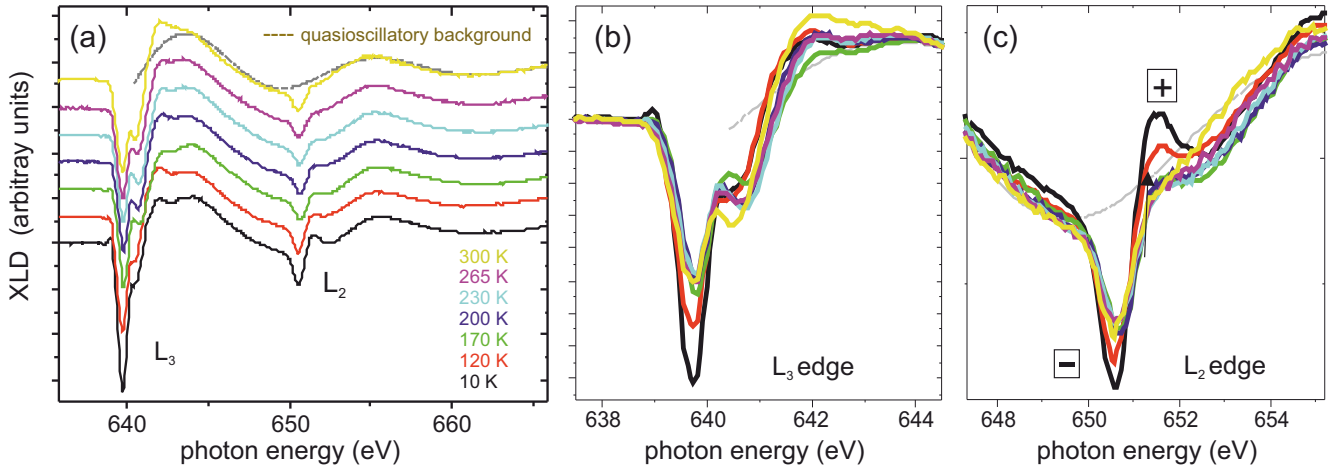 (a)
quasioscillatory background
XLD (arbitrary units)
L3
L2
300 K
265 K
230 K
200 K
170 K
120 K
10 K
640 650 660
photon energy (eV)
(b)
L3 edge
638 640 642 644
photon energy (eV)
(c)
+
-
L2 edge
648 650 652 654
photon energy (eV)